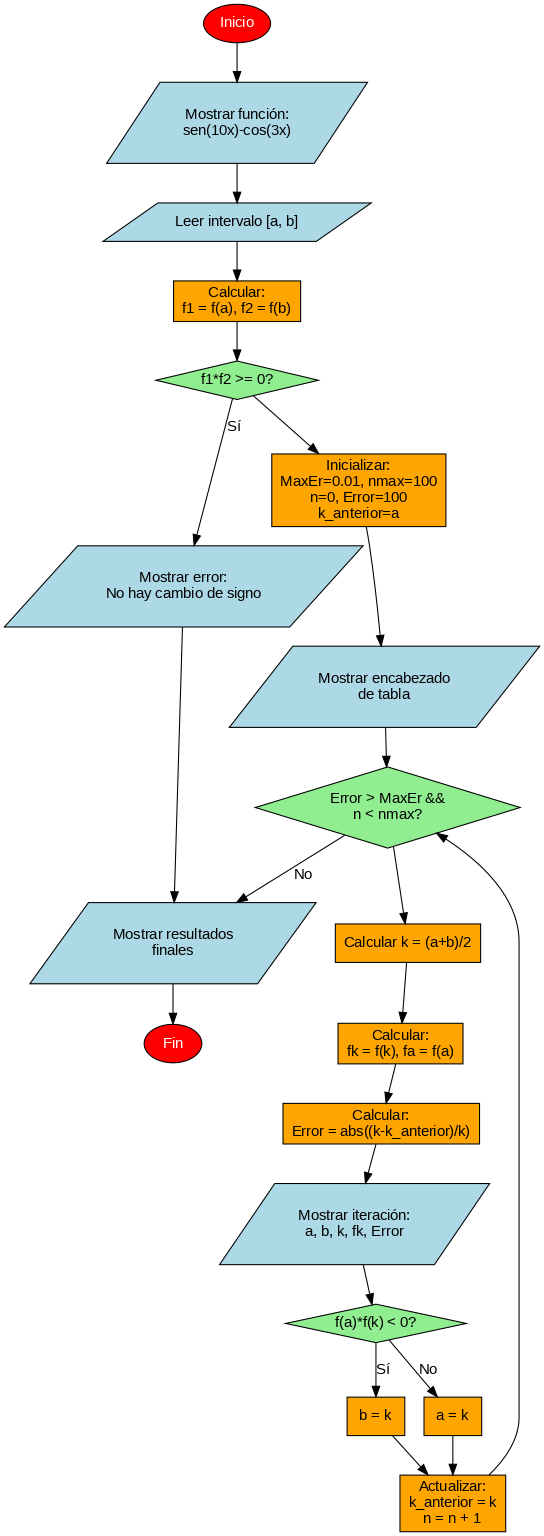 Inicio
Mostrar función:
sen(10x)-cos(3x)
Leer intervalo [a, b]
Calcular:
f1 = f(a), f2 = f(b)
f1*f2 >= 0?
Sí
Inicializar:
MaxEr=0.01, nmax=100
n=0, Error=100
k_anterior=a
Mostrar error:
No hay cambio de signo
Mostrar encabezado
de tabla
Error > MaxEr &&
n < nmax?
No
Mostrar resultados
finales
Calcular k = (a+b)/2
Fin
Calcular:
fk = f(k), fa = f(a)
Calcular:
Error = abs((k-k_anterior)/k)
Mostrar iteración:
a, b, k, fk, Error
f(a)*f(k) < 0?
Sí
No
b = k
a = k
Actualizar:
k_anterior = k
n = n + 1